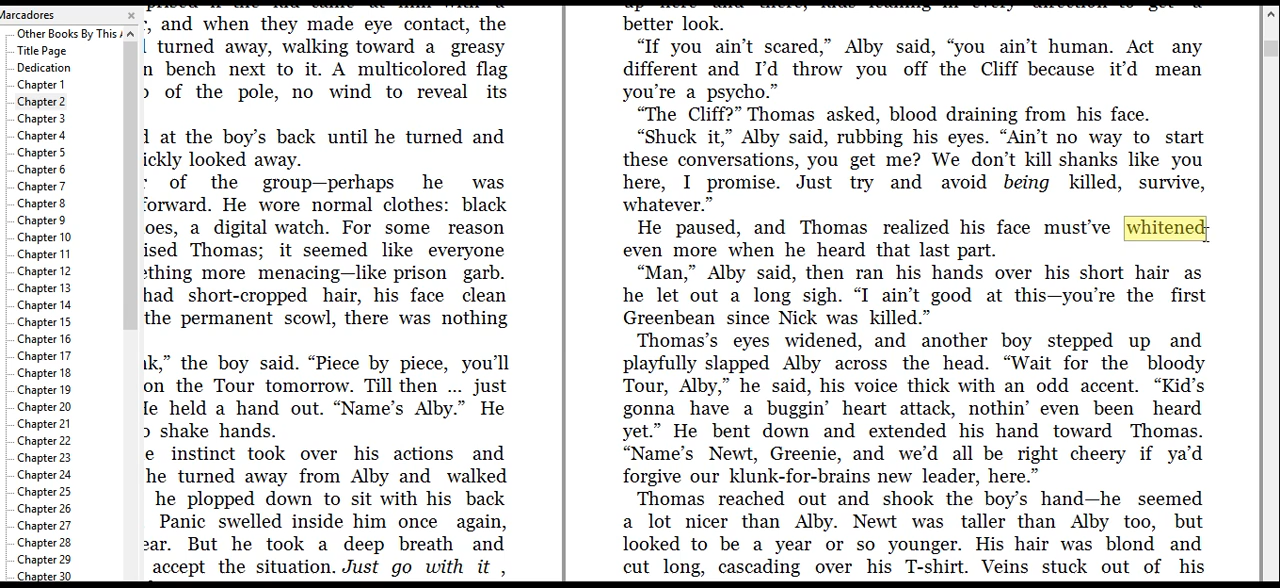 Marcadores
Other Books By This A
Title Page
Dedication
Chapter 1
Chapter 2
Chapter 3
Chapter 4
Chapter 5
Chapter 6
Chapter 7
Chapter 8
Chapter 9
Chapter 10
Chapter 11
Chapter 12
Chapter 13
Chapter 14
Chapter 15
Chapter 16
Chapter 17
Chapter 18
Chapter 19
Chapter 20
Chapter 21
Chapter 22
Chapter 23
Chapter 24
Chapter 25
Chapter 26
Chapter 27
Chapter 28
Chapter 29
Chapter 30
, and when they made eye contact, the
turned away, walking toward a greasy
n bench next to it. A multicolored flag
of the pole, no wind to reveal its
d at the boy’s back until he turned and
ickly looked away.
of the group—perhaps he was
forward. He wore normal clothes: black
oes, a digital watch. For some reason
ised Thomas; it seemed like everyone
ething more menacing—like prison garb.
had short-cropped hair, his face clean
the permanent scowl, there was nothing
nk,” the boy said. “Piece by piece, you’ll
on the Tour tomorrow. Till then ... just
He held a hand out. “Name’s Alby.” He
o shake hands.
e instinct took over his actions and
he turned away from Alby and walked
he plopped down to sit with his back
Panic swelled inside him once again,
ear. But he took a deep breath and
accept the situation. Just go with it ,
up here and there, kids leaning in every direction to get a
better look.
“If you ain’t scared,” Alby said, “you ain’t human. Act any
different and I’d throw you off the Cliff because it’d mean
you’re a psycho.”
“The Cliff?” Thomas asked, blood draining from his face.
“Shuck it,” Alby said, rubbing his eyes. “Ain’t no way to start
these conversations, you get me? We don’t kill shanks like you
here, I promise. Just try and avoid being killed, survive,
whatever.”
He paused, and Thomas realized his face must’ve whitened
even more when he heard that last part.
“Man,” Alby said, then ran his hands over his short hair as
he let out a long sigh. “I ain’t good at this—you’re the first
Greenbean since Nick was killed.”
Thomas’s eyes widened, and another boy stepped up and
playfully slapped Alby across the head. “Wait for the bloody
Tour, Alby,” he said, his voice thick with an odd accent. “Kid’s
gonna have a buggin’ heart attack, nothin’ even been heard
yet.” He bent down and extended his hand toward Thomas.
“Name’s Newt, Greenie, and we’d all be right cheery if ya’d
forgive our klunk-for-brains new leader, here.”
Thomas reached out and shook the boy’s hand—he seemed
a lot nicer than Alby. Newt was taller than Alby too, but
looked to be a year or so younger. His hair was blond and
cut long, cascading over his T-shirt. Veins stuck out of his